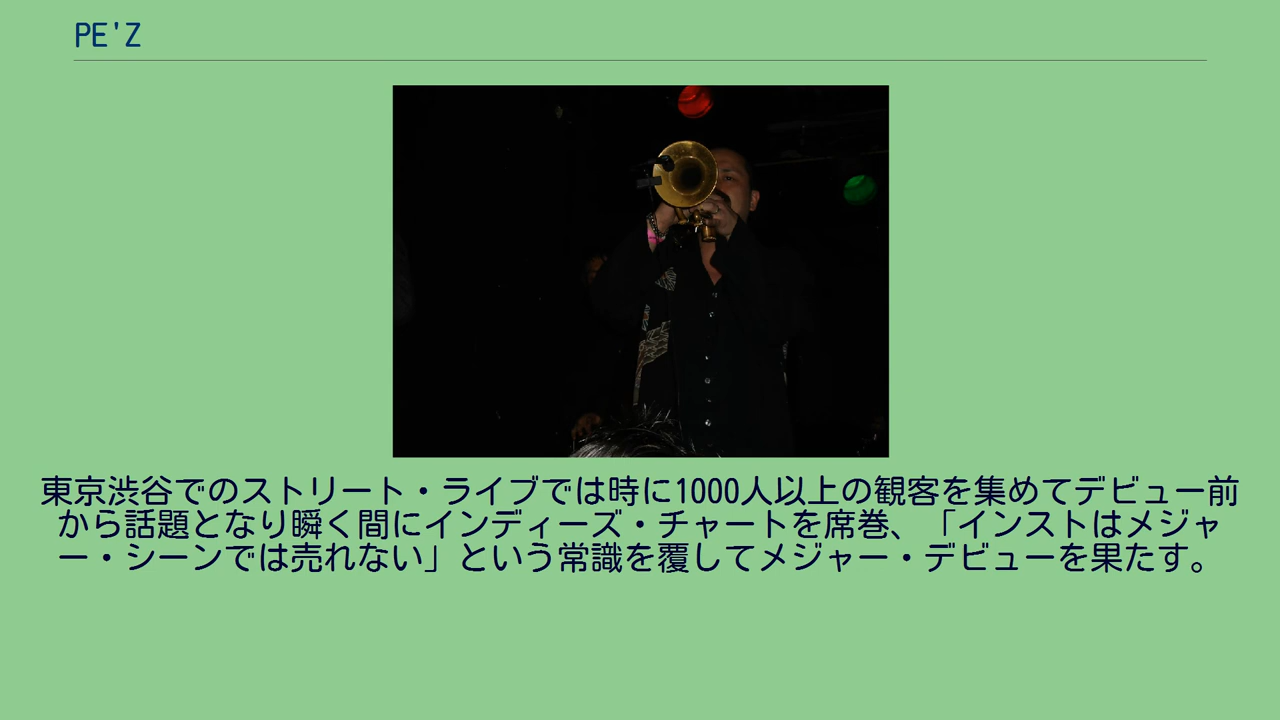 PE'Z
東京渋谷でのストリート・ライブでは時に1000人以上の観客を集めてデビュー前
から話題となり瞬く間にインディーズ・チャートを席巻、「インストはメジャ
ー・シーンでは売れない」という常識を覆してメジャー・デビューを果たす。